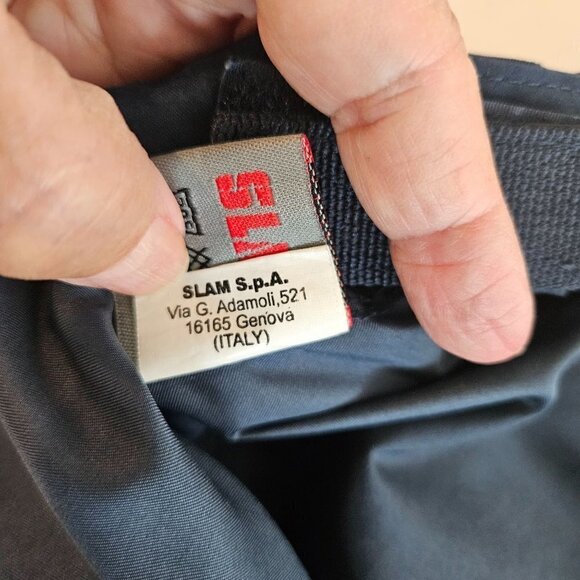 SLAM S.p.A.
Via G. Adamoli,521
16165 Genova
(ITALY)